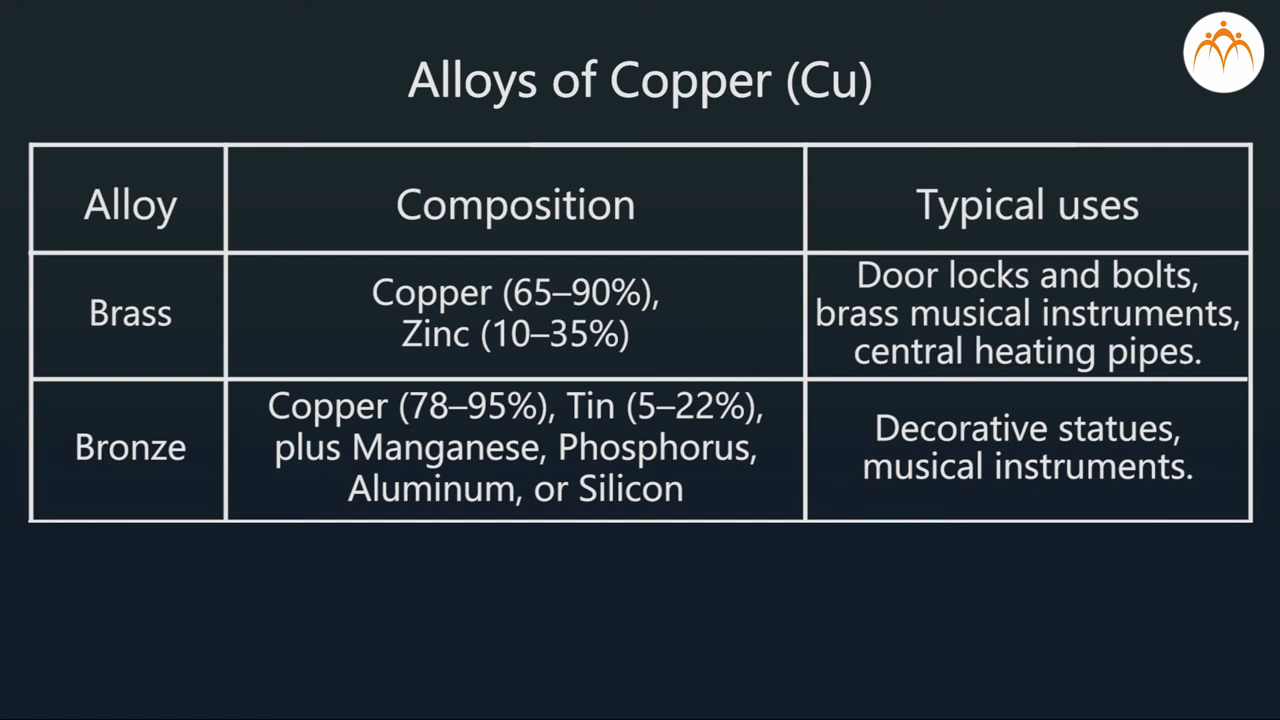 Alloys of Copper (Cu)
Alloy
Composition
Typical uses
Brass
Copper (65–90%),
Zinc (10–35%)
Door locks and bolts,
brass musical instruments,
central heating pipes.
Bronze
Copper (78–95%), Tin (5–22%),
plus Manganese, Phosphorus,
Aluminum, or Silicon
Decorative statues,
musical instruments.